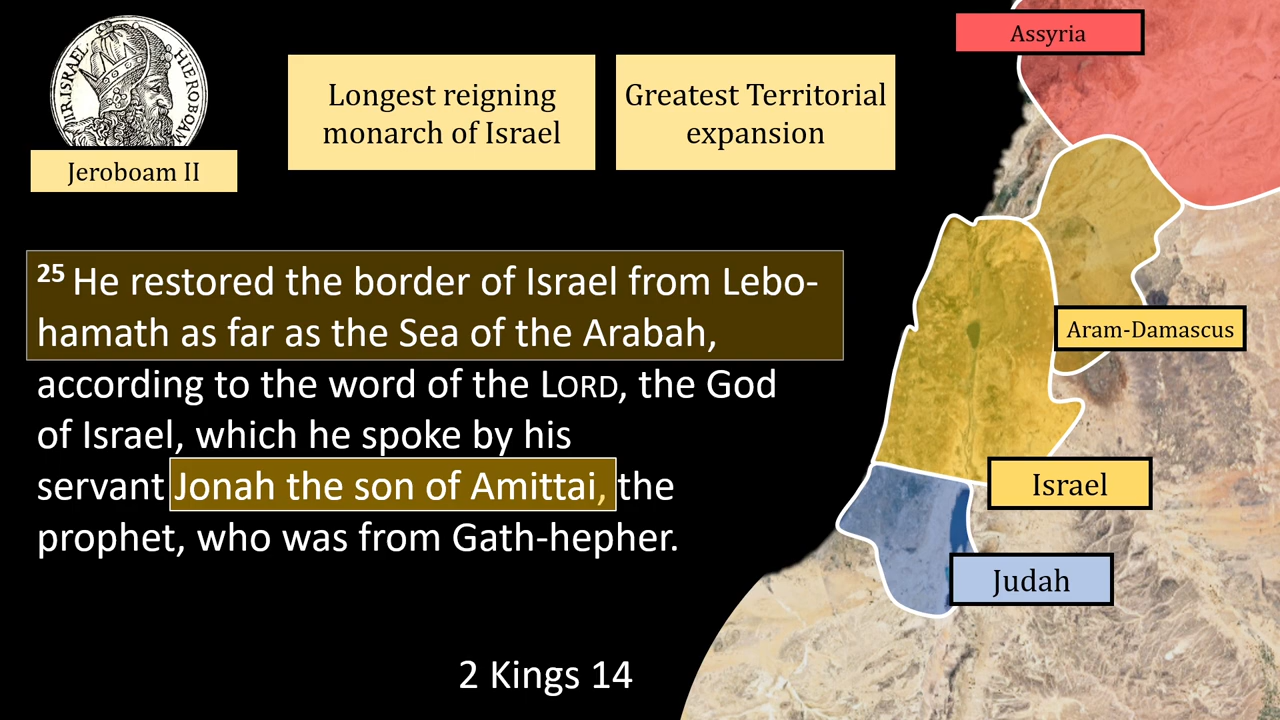 UR.ISRAEL HIEROBOAM
Jeroboam II
Longest reigning
monarch of Israel
Greatest Territorial
expansion
25 He restored the border of Israel from Lebo-
hamath as far as the Sea of the Arabah,
according to the word of the LORD, the God
of Israel, which he spoke by his
servant Jonah the son of Amittai, the
prophet, who was from Gath-hepher.
2 Kings 14
Assyria
Aram-Damascus
Israel
Judah